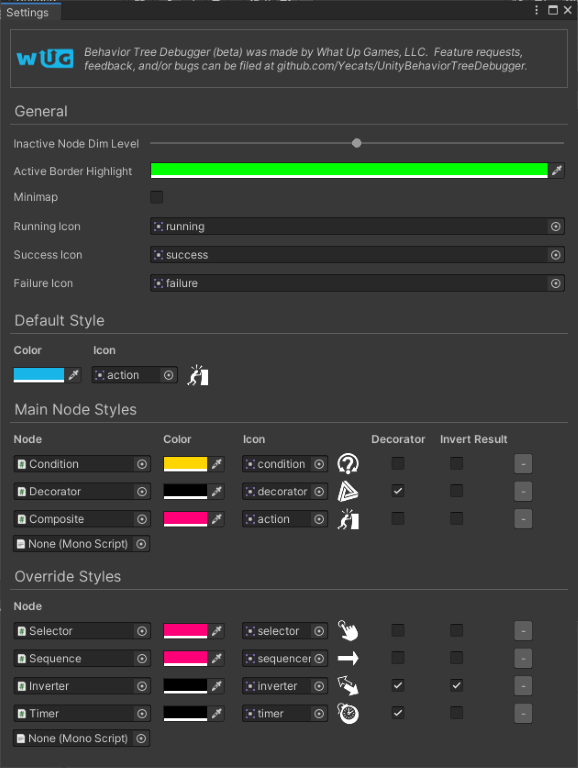 Settings
WUG
Behavior Tree Debugger (beta) was made by What Up Games, LLC. Feature requests,
feedback, and/or bugs can be filed at github.com/Yecats/UnityBehaviorTreeDebugger.
General
Inactive Node Dim Level
Active Border Highlight
Minimap
Running Icon running
Success Icon success
Failure Icon failure
Default Style
Color Icon
action
Main Node Styles
Node Color Icon Decorator Invert Result
Condition condition -
Decorator decorator -
Composite action -
None (Mono Script)
Override Styles
Node
Selector selector -
Sequence sequencer -
Inverter inverter -
Timer timer -
None (Mono Script)